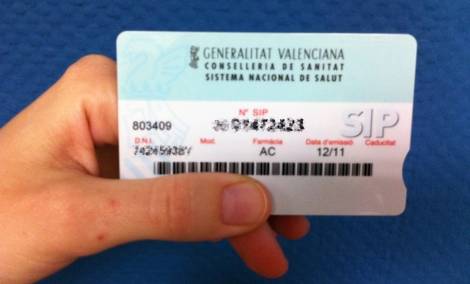 GENERALITAT VALENCIANA
CONSELLERIA DE SANITAT
SISTEMA NACIONAL DE SALUT
Nº SIP
803409
SIP
D.N.I. Mod. Farmàcia Data d'emissió Caducitat
AC 12/11